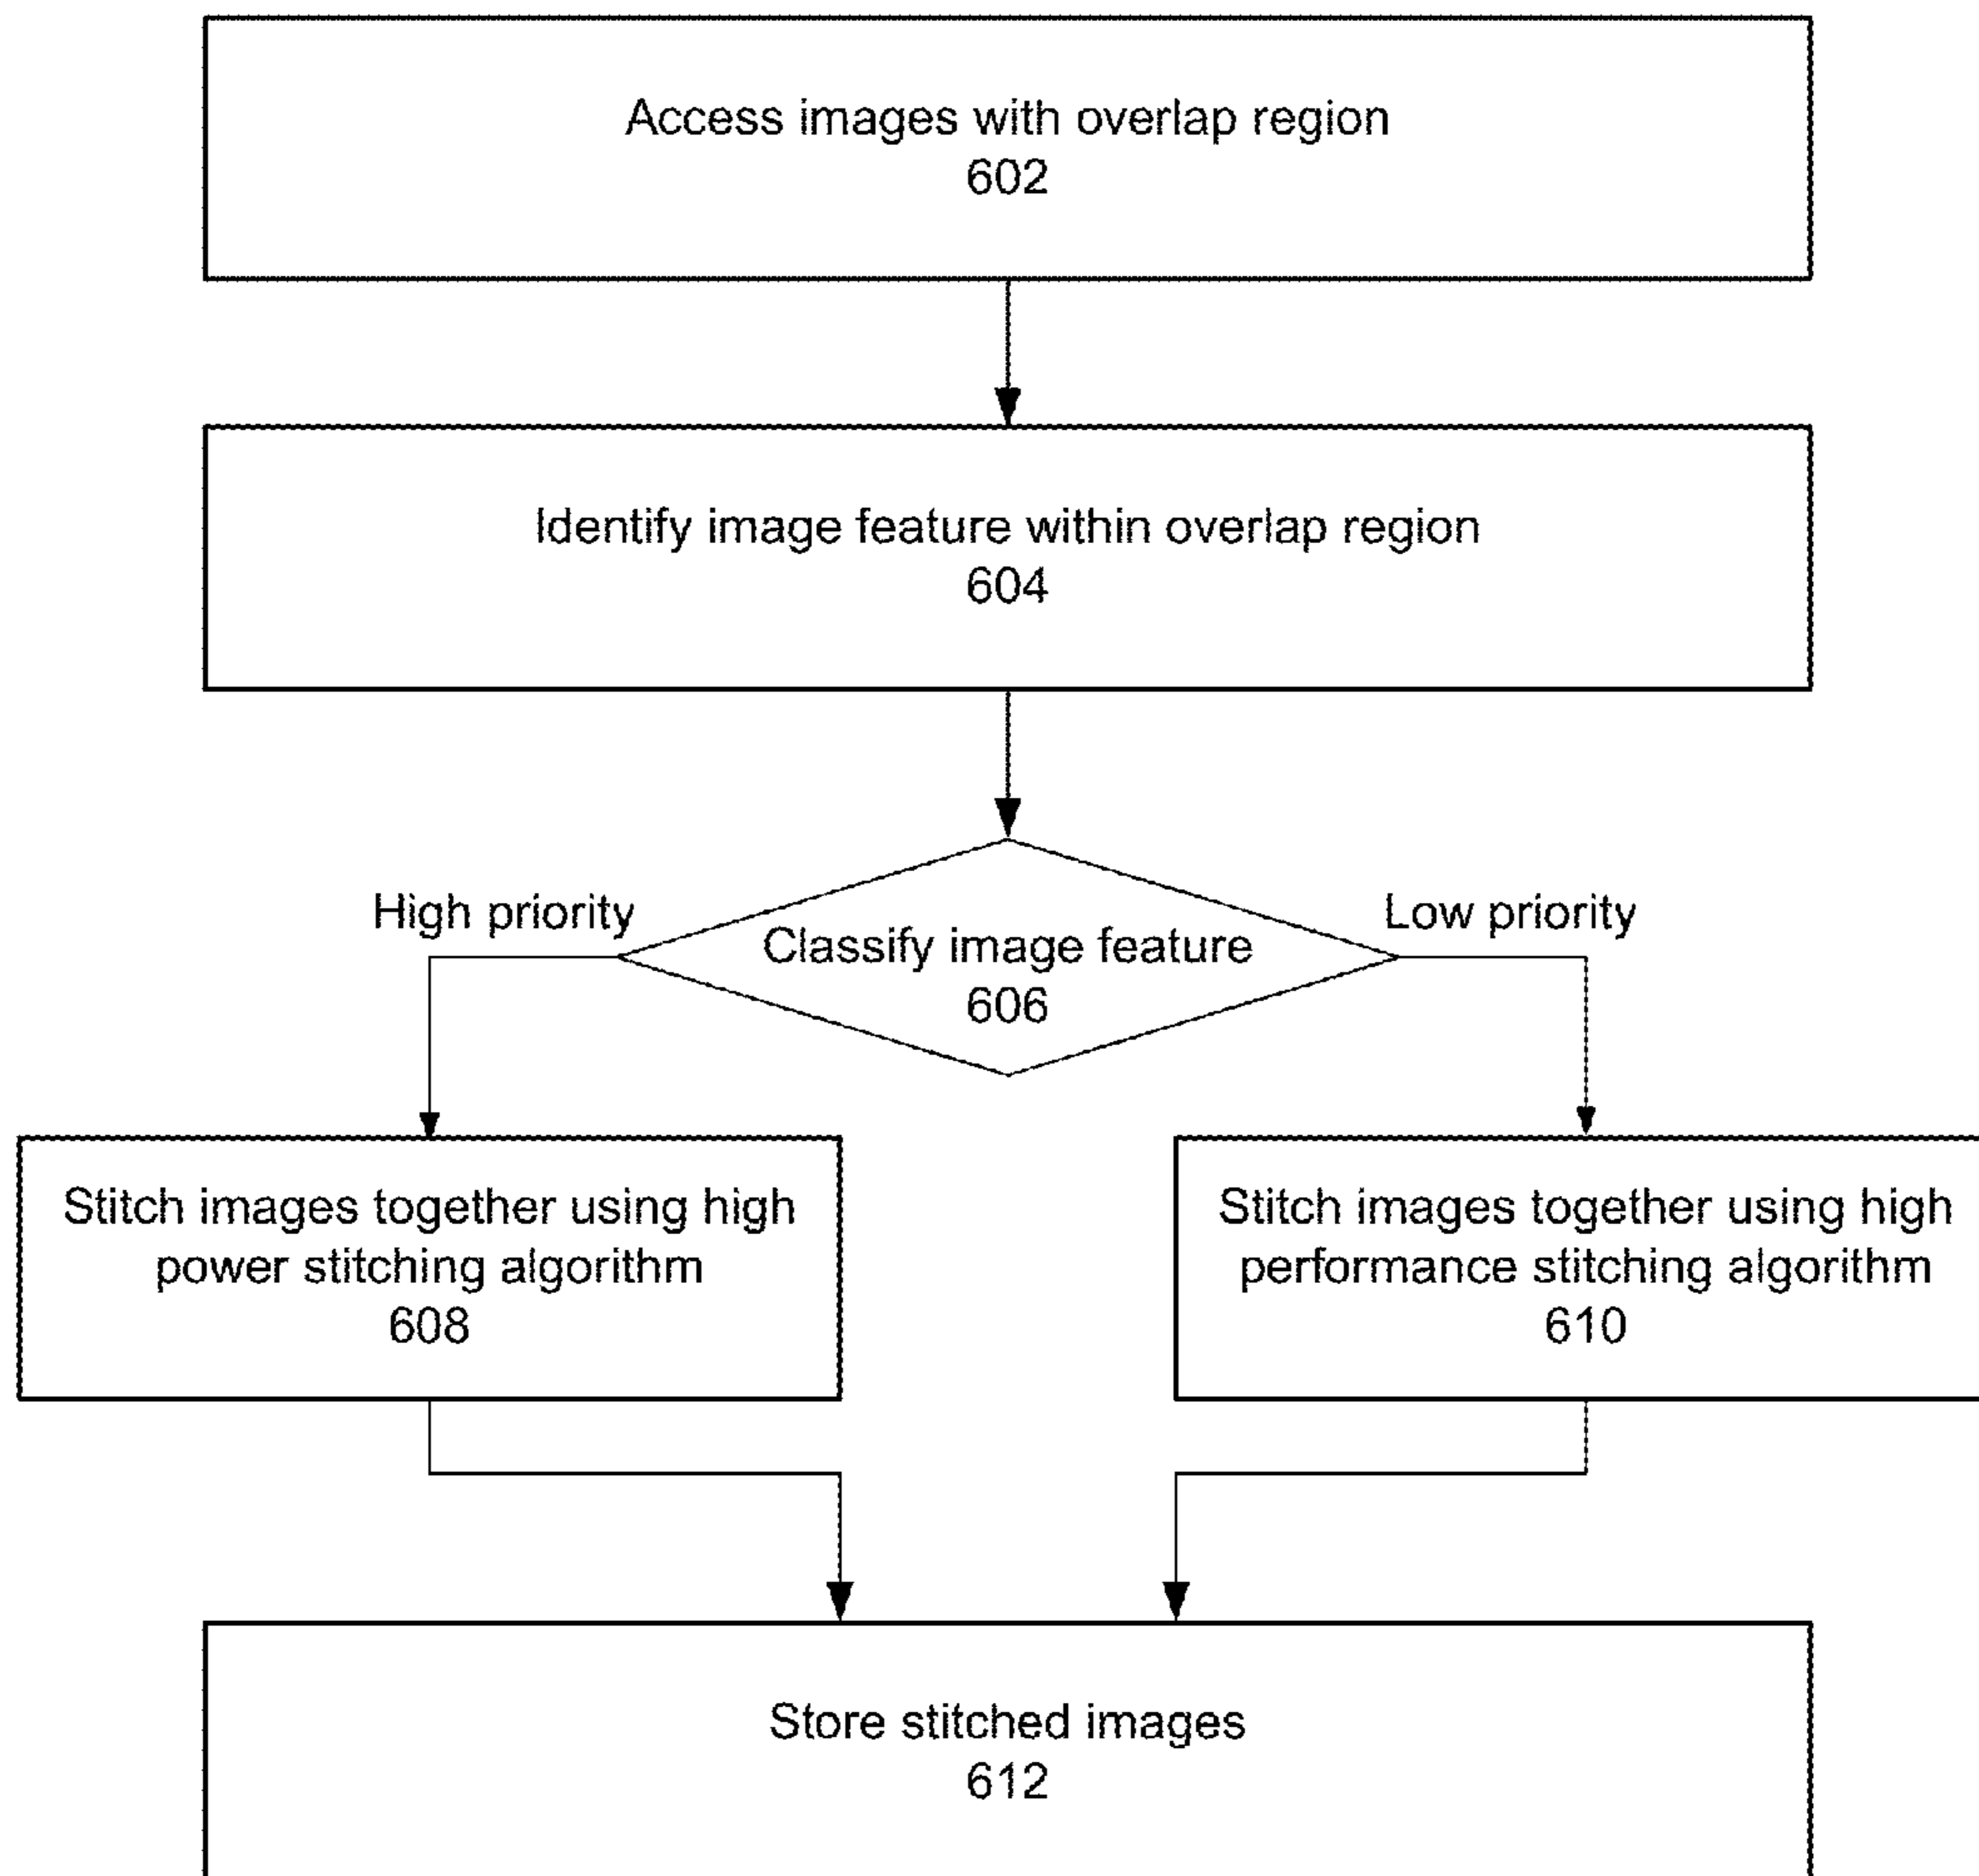 Access images with overlap region
602
Identify image feature within overlap region
604
High priority
Low priority
Classify image feature
606
Stitch images together using high
power stitching algorithm
608
Stitch images together using high
performance stitching algorithm
610
Store stitched images
612